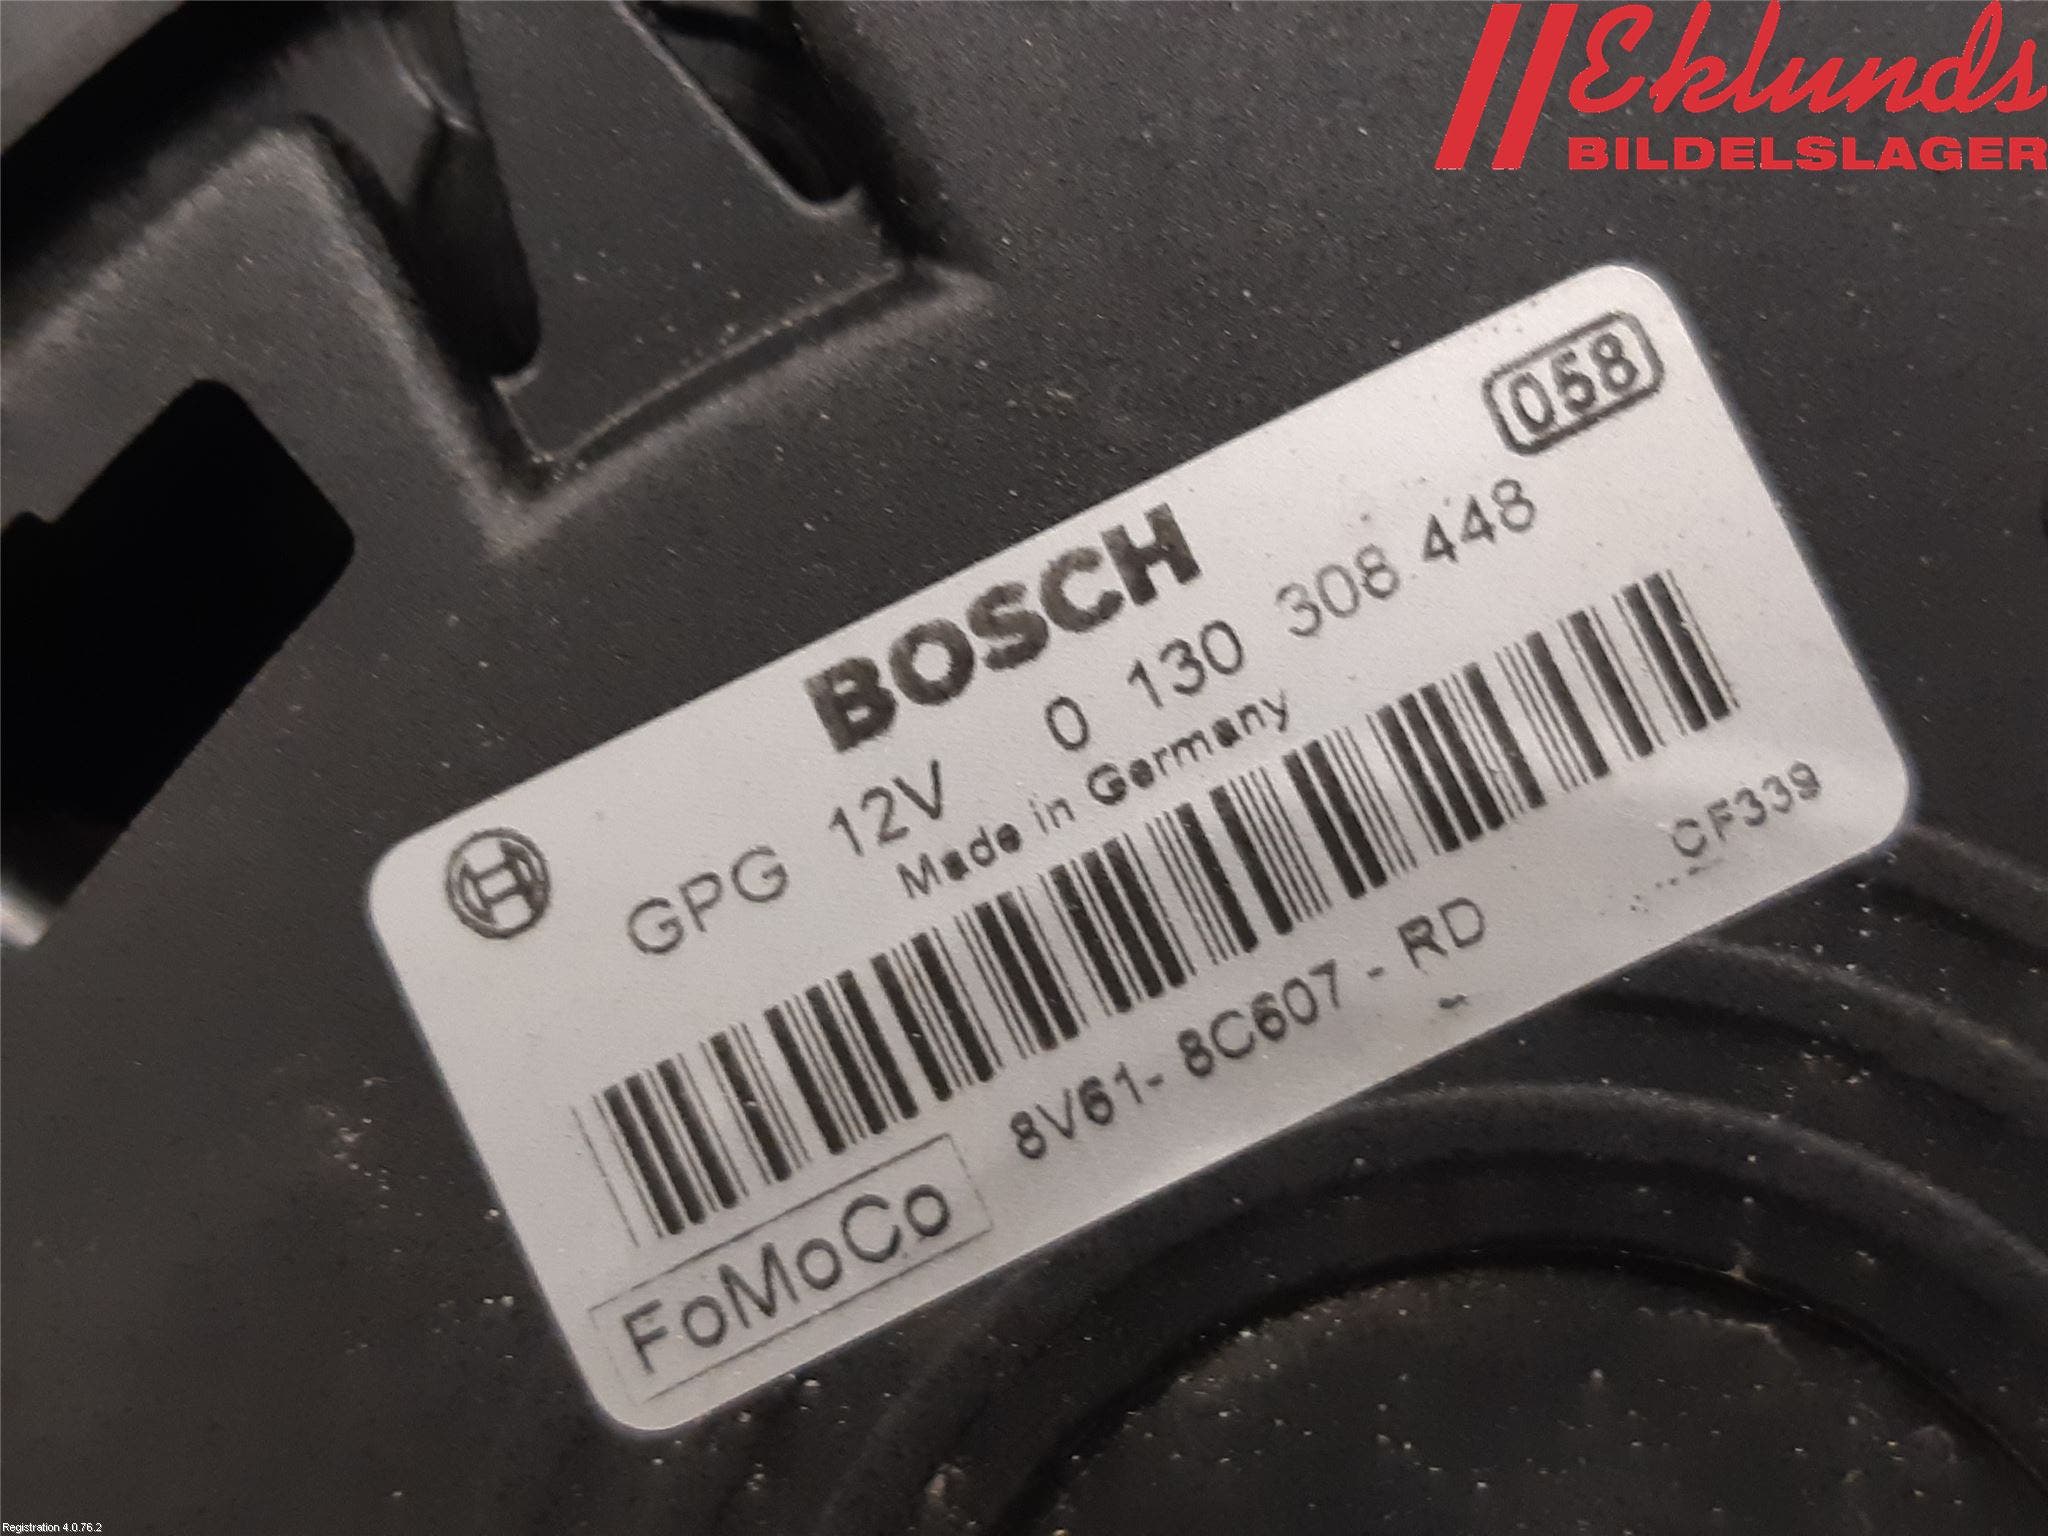 Eklunds
BILDELSLAGER
058
BOSCH
GPG 12V 0 130 308 448
Made in Germany
CF339
8V61-8C607-RD
FoMoCo
Registration 4.0.76.2